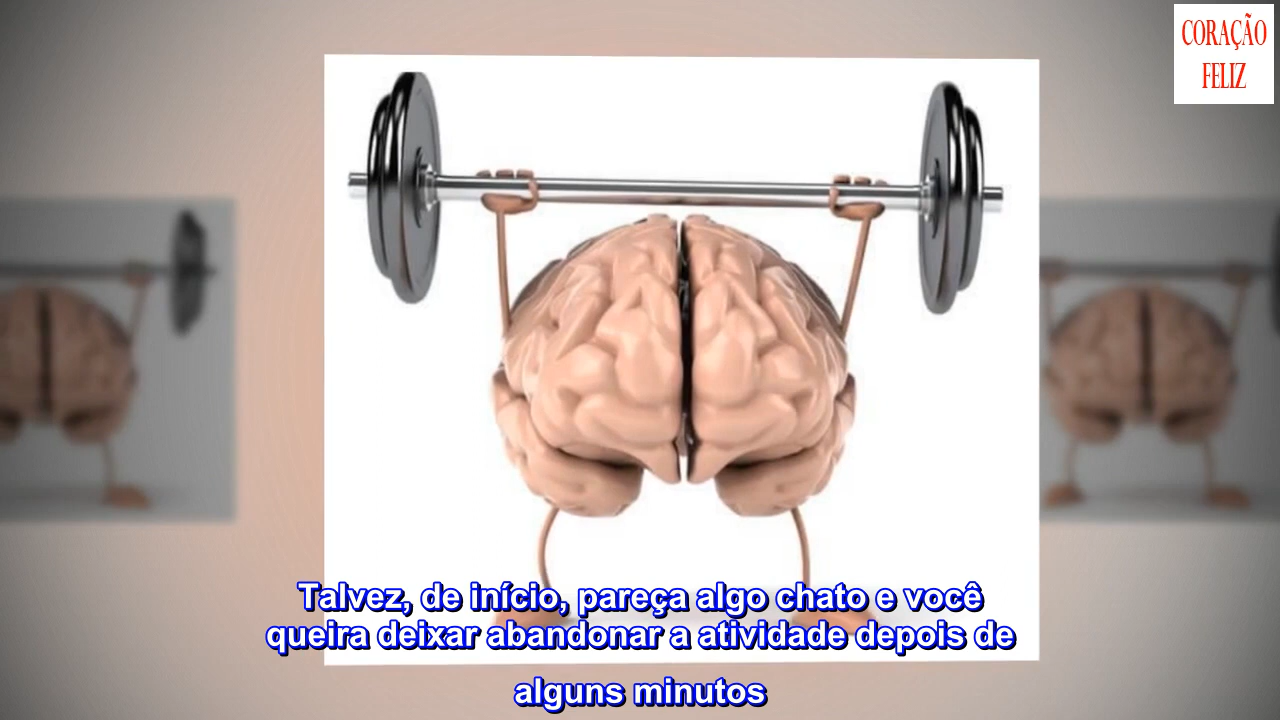 CORAÇÃO
FELIZ
Talvez, de início, pareça algo chato e você
queira deixar abandonar a atividade depois de
alguns minutos